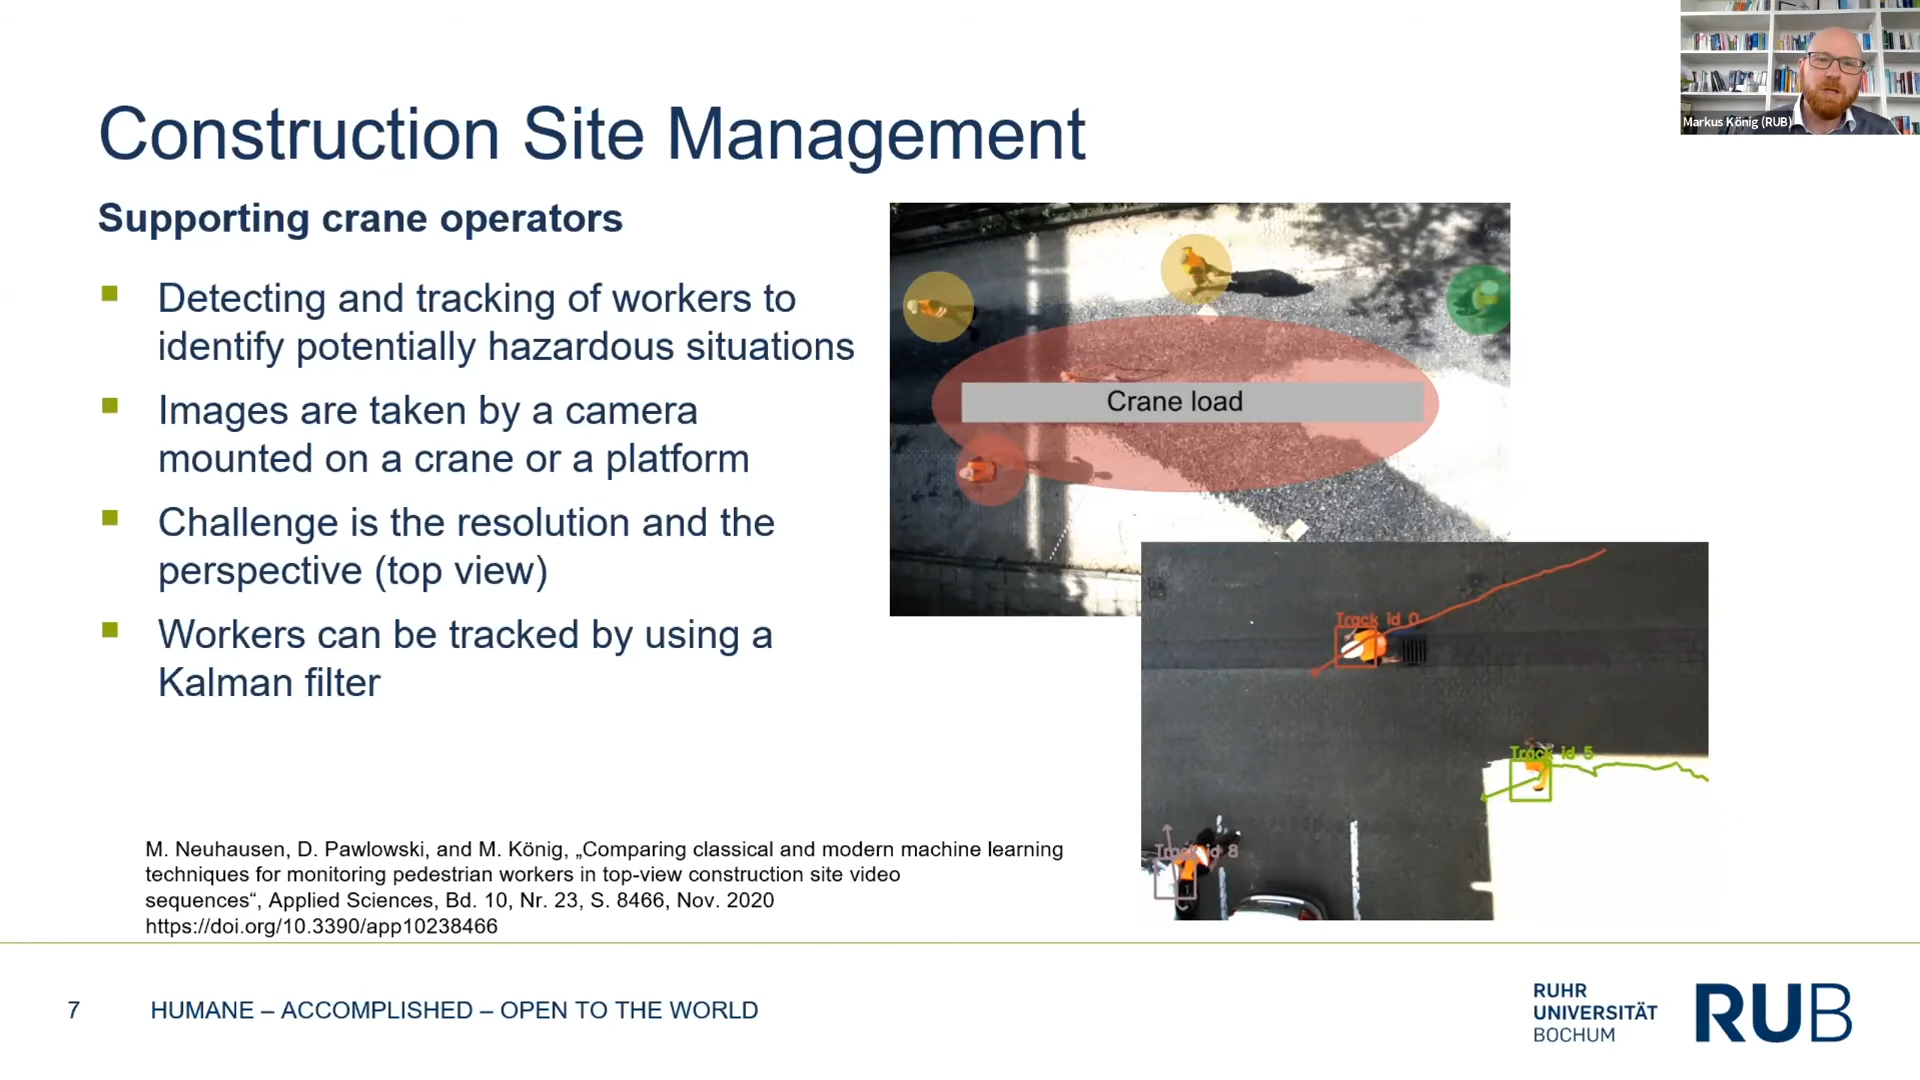 Markus König (RUB)
Construction Site Management
Supporting crane operators
Detecting and tracking of workers to
identify potentially hazardous situations
Images are taken by a camera
mounted on a crane or a platform
Challenge is the resolution and the
perspective (top view)
Workers can be tracked by using a
Kalman filter
Crane load
Track id 0
Track id 5
Track id 8
M. Neuhausen, D. Pawlowski, and M. König, „Comparing classical and modern machine learning
techniques for monitoring pedestrian workers in top-view construction site video
sequences“, Applied Sciences, Bd. 10, Nr. 23, S. 8466, Nov. 2020
https://doi.org/10.3390/app10238466
7
HUMANE – ACCOMPLISHED – OPEN TO THE WORLD
RUHR
UNIVERSITÄT
BOCHUM
RUB